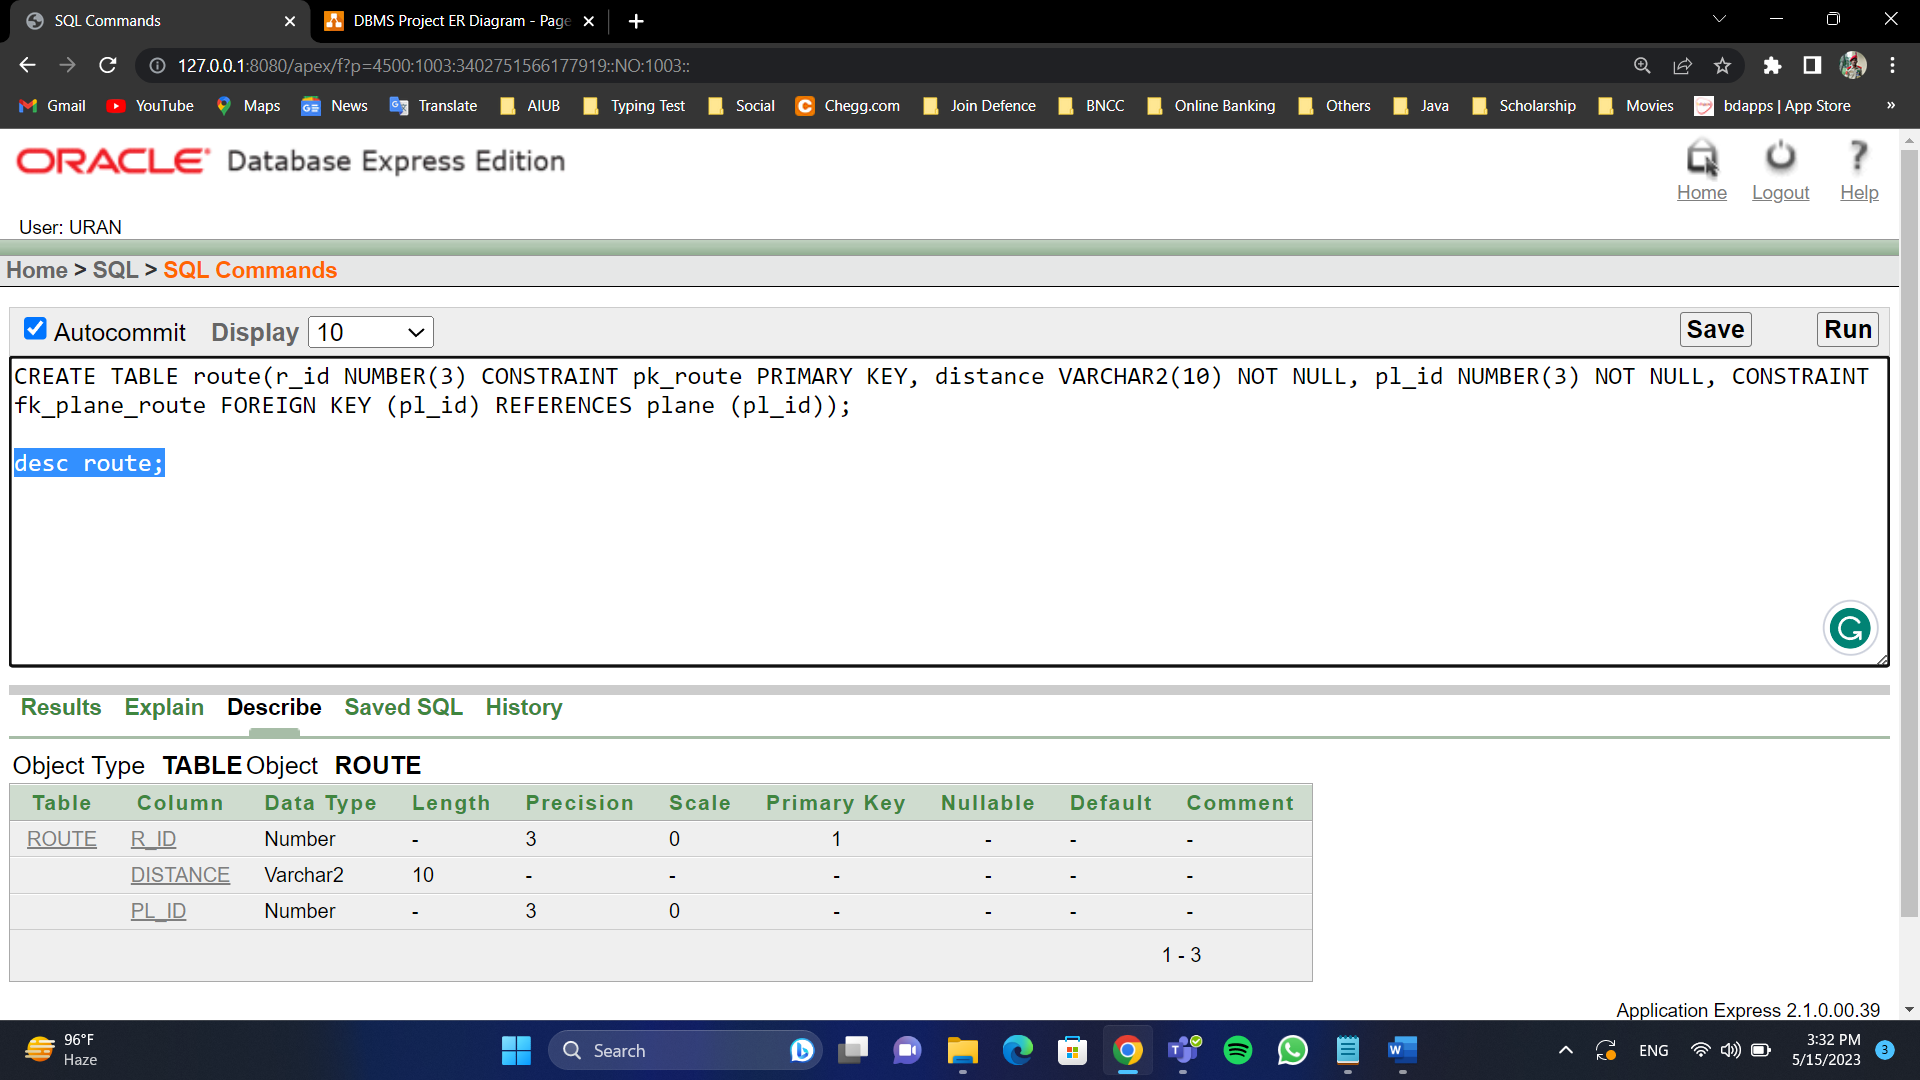 SQL Commands
DBMS Project ER Diagram - Page
127.0.0.1:8080/apex/f?p=4500:1003:3402751566177919::NO:1003::
Gmail YouTube Maps News Translate AIUB Typing Test Social Chegg.com Join Defence BNCC Online Banking Others Java Scholarship Movies bdapps | App Store »
ORACLE Database Express Edition
Home Logout Help
User: URAN
Home > SQL > SQL Commands
Autocommit Display 10 Save Run
CREATE TABLE route(r_id NUMBER(3) CONSTRAINT pk_route PRIMARY KEY, distance VARCHAR2(10) NOT NULL, pl_id NUMBER(3) NOT NULL, CONSTRAINT
fk_plane_route FOREIGN KEY (pl_id) REFERENCES plane (pl_id));
desc route;
Results Explain Describe Saved SQL History
Object Type TABLE Object ROUTE
Table Column Data Type Length Precision Scale Primary Key Nullable Default Comment
ROUTE R_ID Number - 3 0 1 - - -
DISTANCE Varchar2 10 - - - - - -
PL_ID Number - 3 0 - - - -
1 - 3
Application Express 2.1.0.00.39
96°F
Haze
Search
ENG
3:32 PM
5/15/2023
3